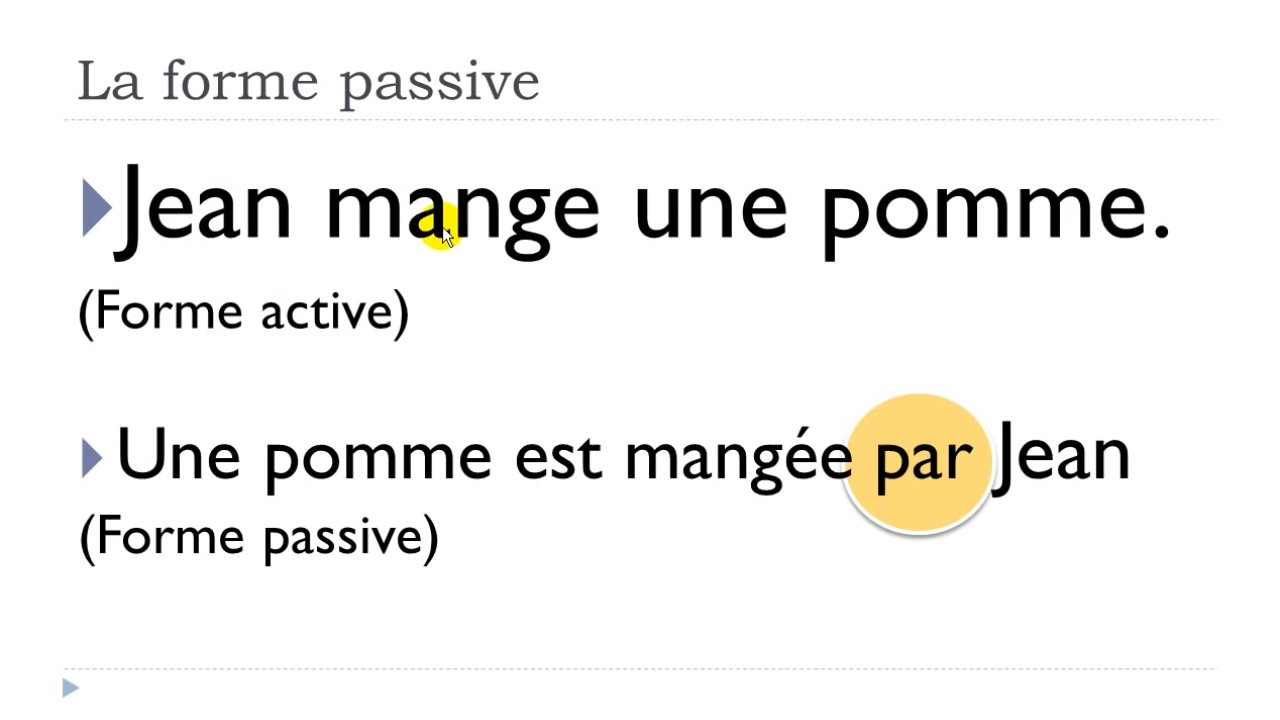 La forme passive
Jean mange une pomme.
(Forme active)
Une pomme est mangée par Jean
(Forme passive)